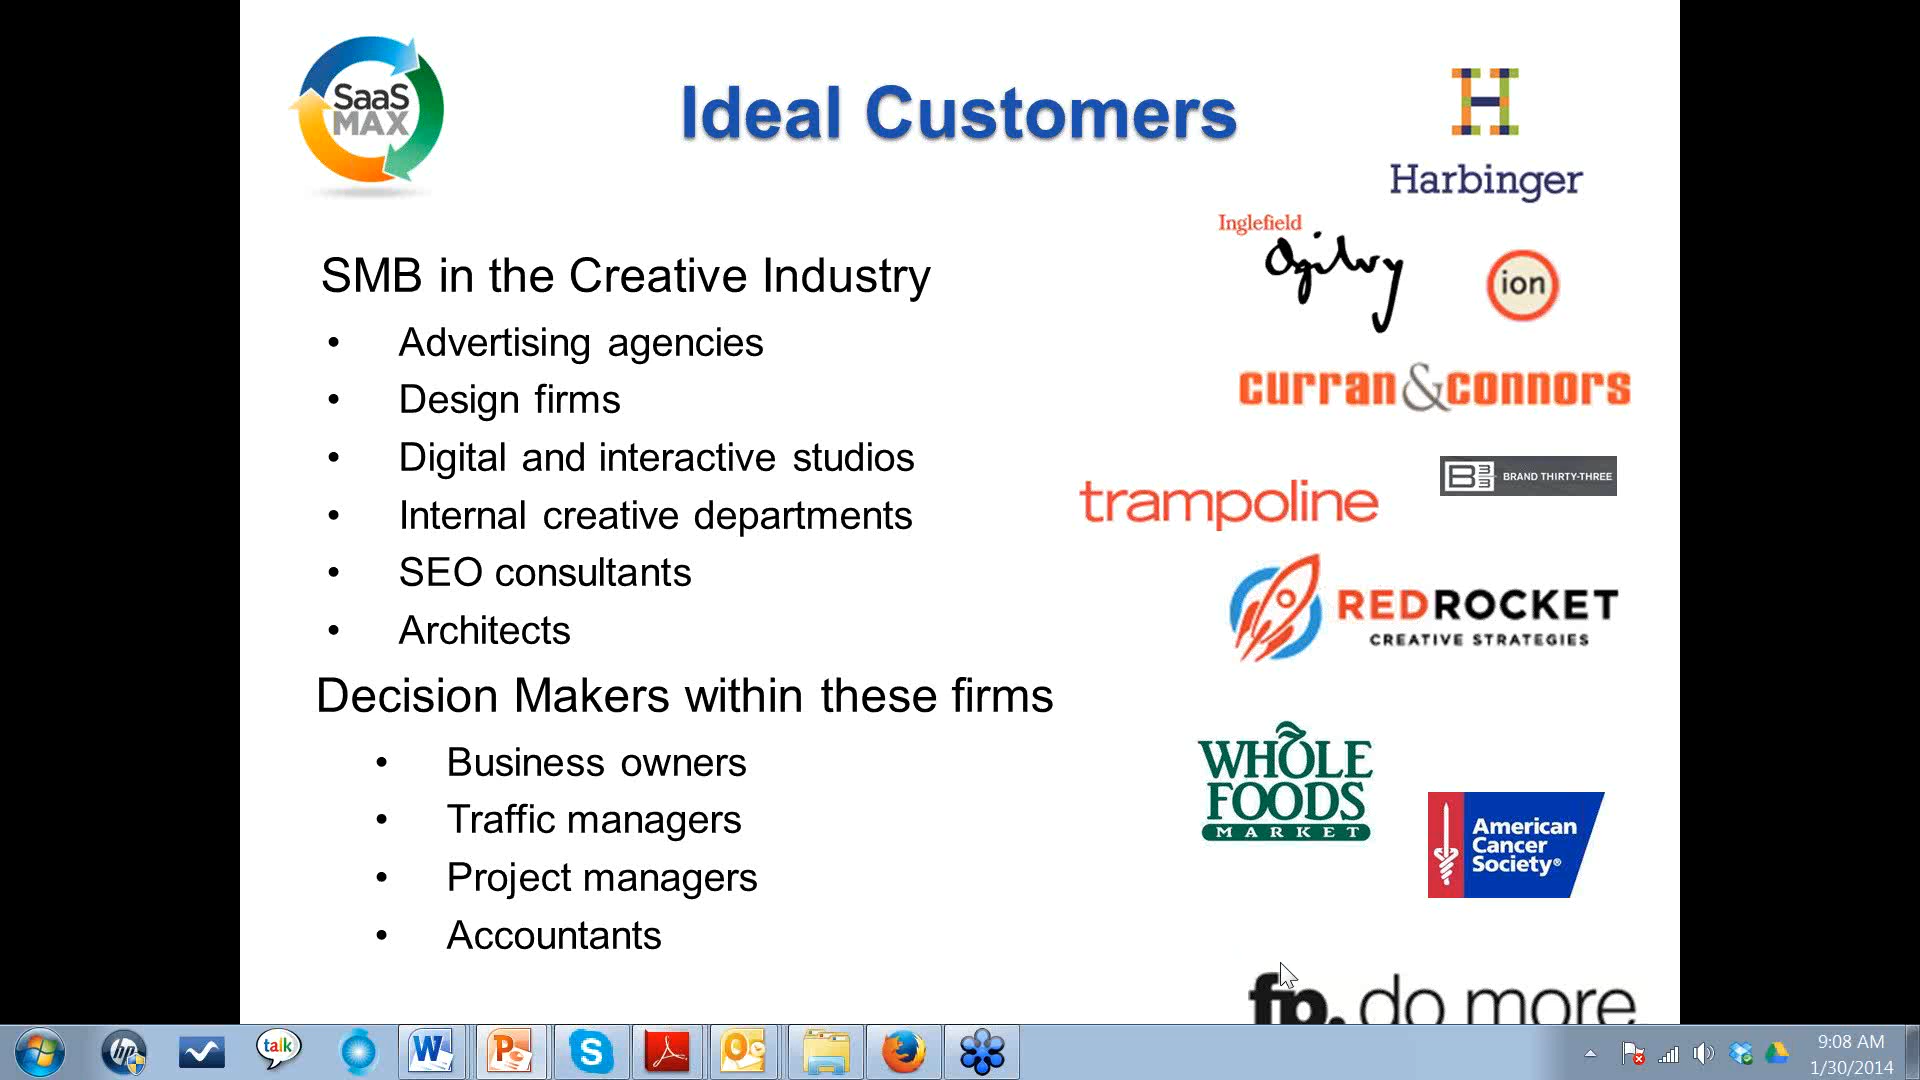 SaaS
MAX
Ideal Customers
Harbinger
Inglefield
Ogilvy
ion
SMB in the Creative Industry
• Advertising agencies
• Design firms
• Digital and interactive studios
• Internal creative departments
• SEO consultants
• Architects
curran&connors
BRAND THIRTY-THREE
trampoline
REDROCKET
CREATIVE STRATEGIES
Decision Makers within these firms
• Business owners
• Traffic managers
• Project managers
• Accountants
WHOLE
FOODS
MARKET
American
Cancer
Society®
fp. do more
talk
9:08 AM
1/30/2014